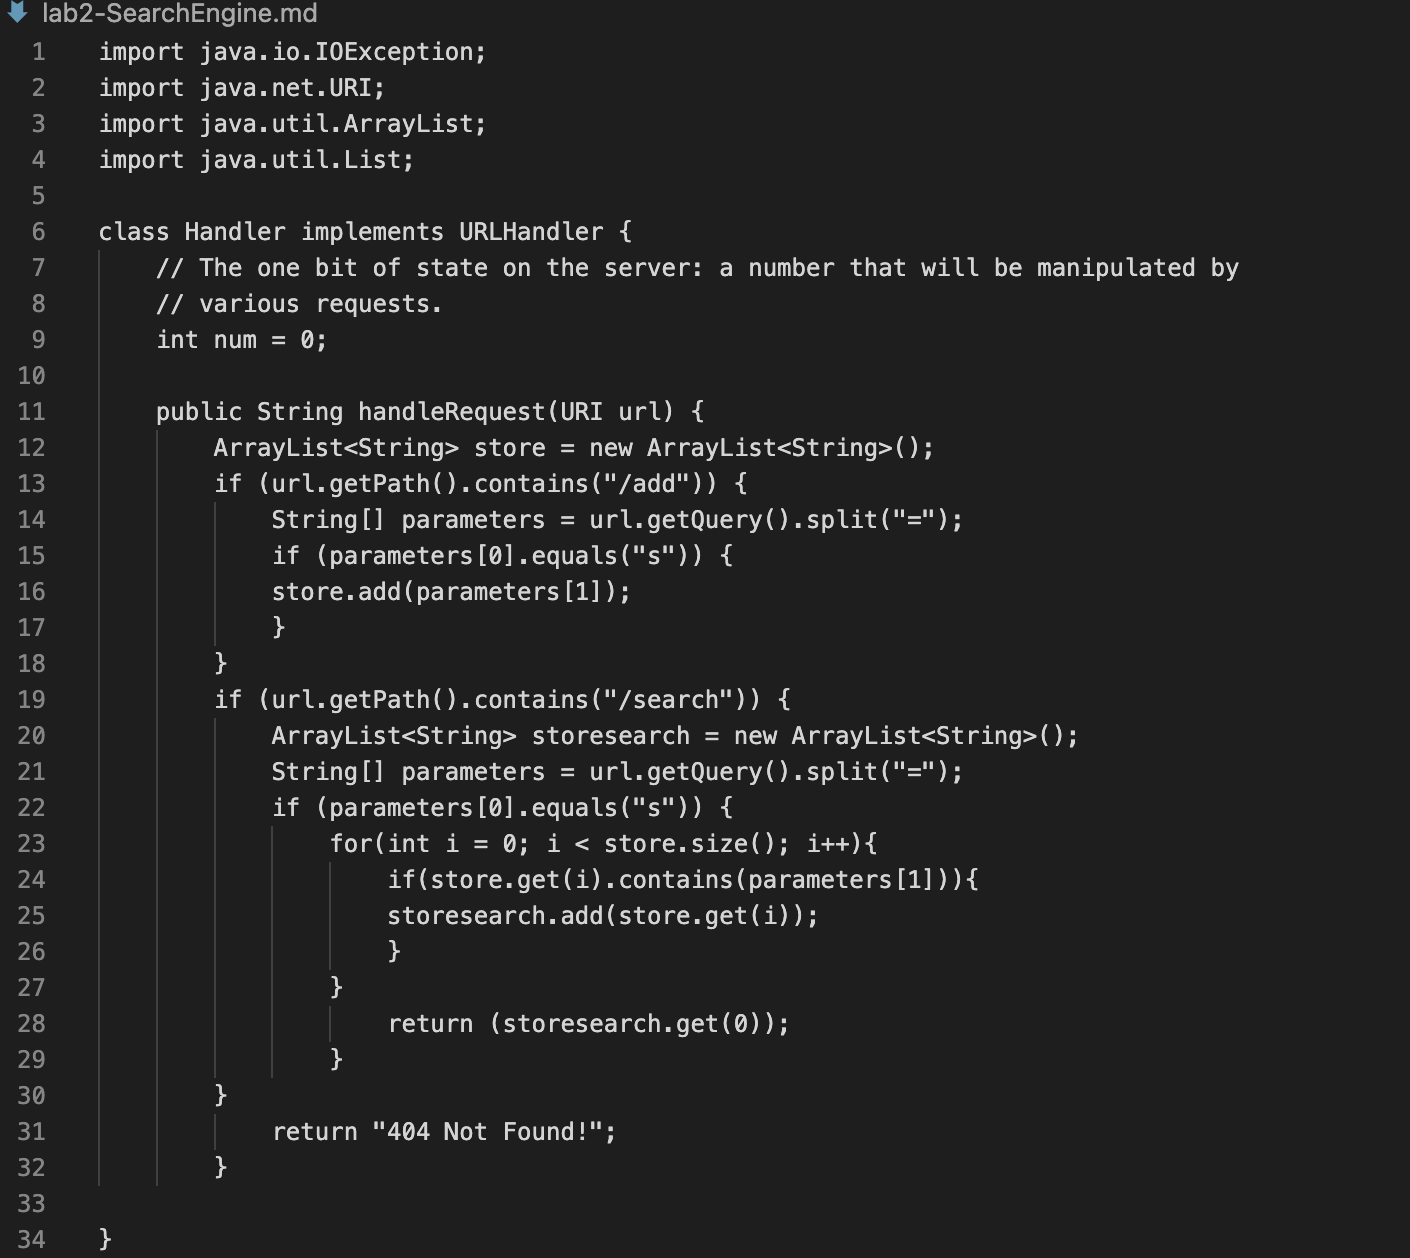 lab2-SearchEngine.md
1 import java.io.IOException;
2 import java.net.URI;
3 import java.util.ArrayList;
4 import java.util.List;
5
6 class Handler implements URLHandler {
7     // The one bit of state on the server: a number that will be manipulated by
8     // various requests.
9     int num = 0;
10
11     public String handleRequest(URI url) {
12         ArrayList<String> store = new ArrayList<String>();
13         if (url.getPath().contains("/add")) {
14             String[] parameters = url.getQuery().split("=");
15             if (parameters[0].equals("s")) {
16             store.add(parameters[1]);
17             }
18         }
19         if (url.getPath().contains("/search")) {
20             ArrayList<String> storesearch = new ArrayList<String>();
21             String[] parameters = url.getQuery().split("=");
22             if (parameters[0].equals("s")) {
23                 for(int i = 0; i < store.size(); i++){
24                     if(store.get(i).contains(parameters[1])){
25                     storesearch.add(store.get(i));
26                     }
27                 }
28                     return (storesearch.get(0));
29                 }
30         }
31             return "404 Not Found!";
32         }
33
34 }